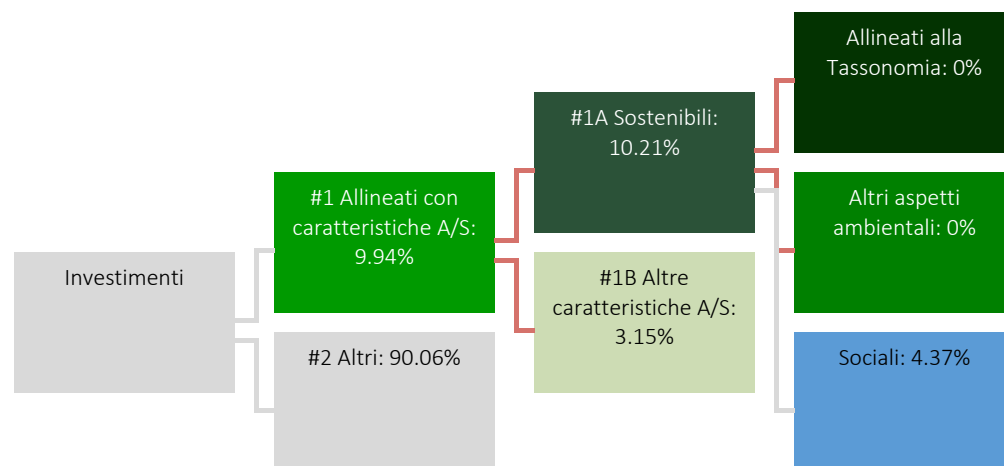 Investimenti
#1 Allineati con
caratteristiche A/S:
9.94%
#2 Altri: 90.06%
#1A Sostenibili:
10.21%
#1B Altre
caratteristiche A/S:
3.15%
Allineati alla
Tassonomia: 0%
Altri aspetti
ambientali: 0%
Sociali: 4.37%